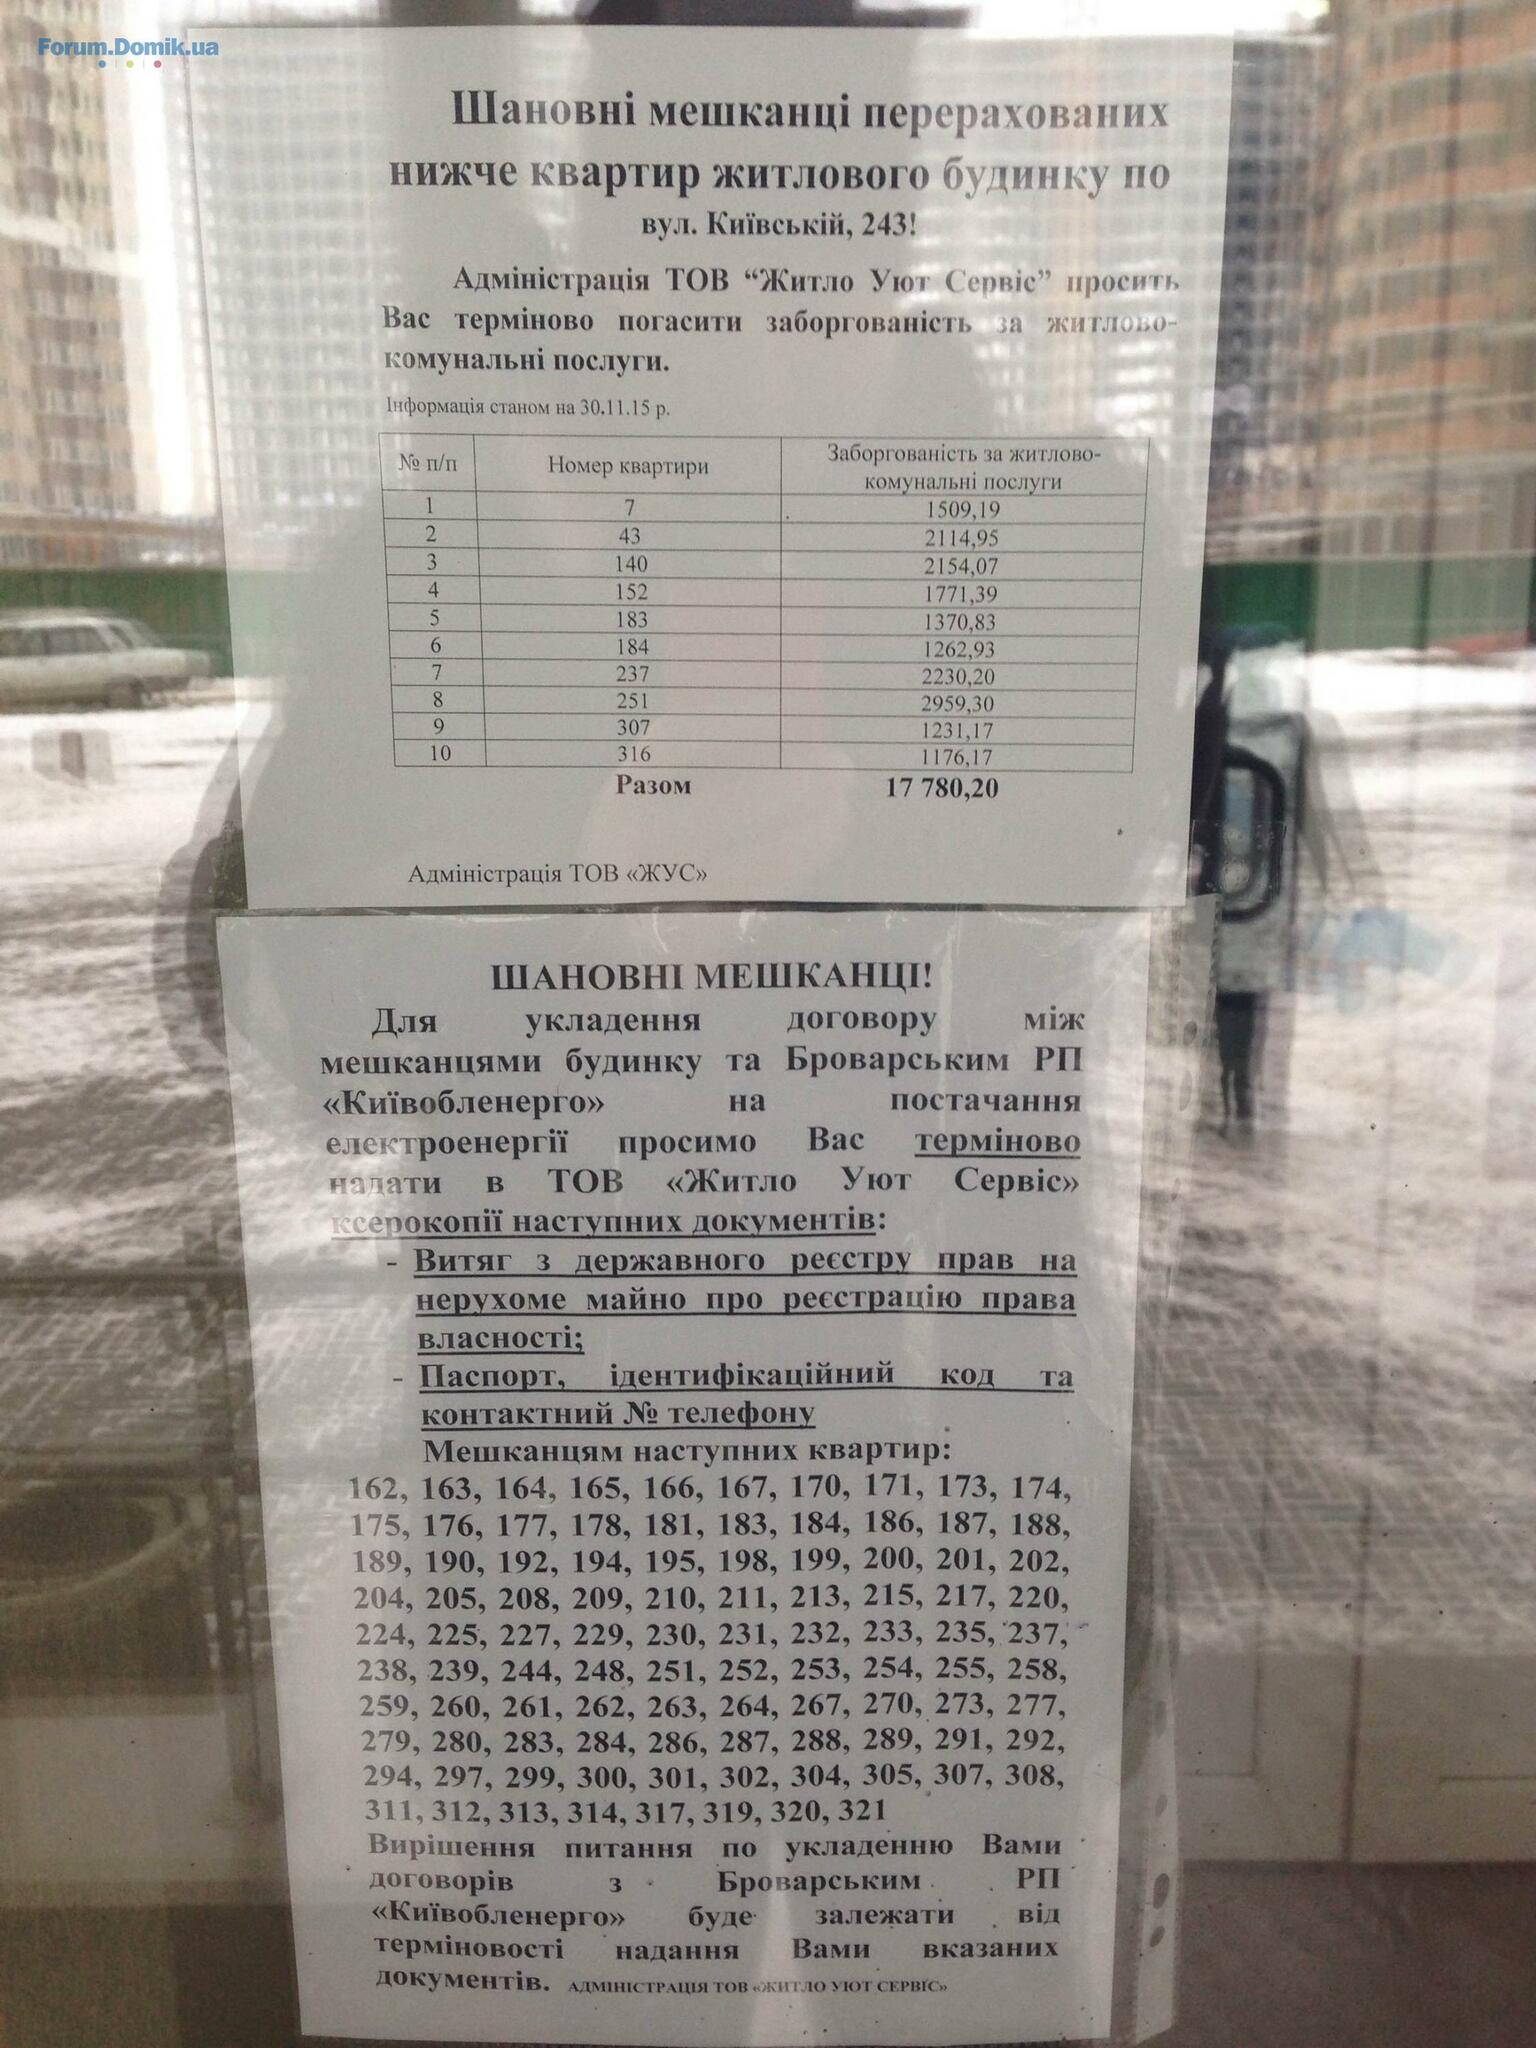 Forum.Domik.ua
Шановні мешканці перерахованих
нижче квартир житлового будинку по
вул. Київській, 243!
Адміністрація ТОВ “Житло Уют Сервіс” просить
Вас терміново погасити заборгованість за житлово-
комунальні послуги.
Інформація станом на 30.11.15 р.
№ п/п Номер квартири Заборгованість за житлово-
комунальні послуги
1 7 1509,19
2 43 2114,95
3 140 2154,07
4 152 1771,39
5 183 1370,83
6 184 1262,93
7 237 2230,20
8 251 2959,30
9 307 1231,17
10 316 1176,17
Разом 17 780,20
Адміністрація ТОВ «ЖУС»
ШАНОВНІ МЕШКАНЦІ!
Для укладення договору між
мешканцями будинку та Броварським РП
«Київобленерго» на постачання
електроенергії просимо Вас терміново
надати в ТОВ «Житло Уют Сервіс»
ксерокопії наступних документів:
- Витяг з державного реєстру прав на
нерухоме майно про реєстрацію права
власності;
- Паспорт, ідентифікаційний код та
контактний № телефону
Мешканцям наступних квартир:
162, 163, 164, 165, 166, 167, 170, 171, 173, 174,
175, 176, 177, 178, 181, 183, 184, 186, 187, 188,
189, 190, 192, 194, 195, 198, 199, 200, 201, 202,
204, 205, 208, 209, 210, 211, 213, 215, 217, 220,
224, 225, 227, 229, 230, 231, 232, 233, 235, 237,
238, 239, 244, 248, 251, 252, 253, 254, 255, 258,
259, 260, 261, 262, 263, 264, 267, 270, 273, 277,
279, 280, 283, 284, 286, 287, 288, 289, 291, 292,
294, 297, 299, 300, 301, 302, 304, 305, 307, 308,
311, 312, 313, 314, 317, 319, 320, 321
Вирішення питання по укладенню Вами
договорів з Броварським РП
«Київобленерго» буде залежати від
терміновості надання Вами вказаних
документів. АДМІНІСТРАЦІЯ ТОВ «ЖИТЛО УЮТ СЕРВІС»